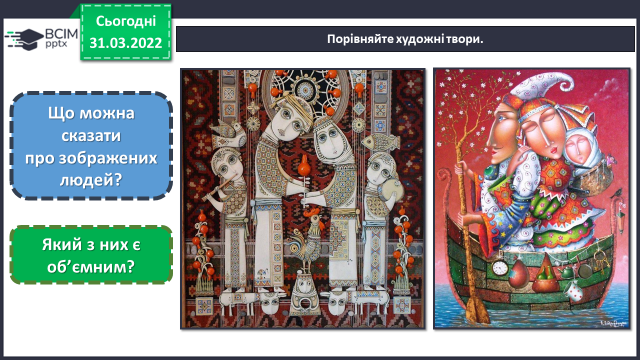 Сьогодні
31.03.2022
ВСІМ
pptx
Порівняйте художні твори.
Що можна
сказати
про зображених
людей?
Який з них є
об’ємним?